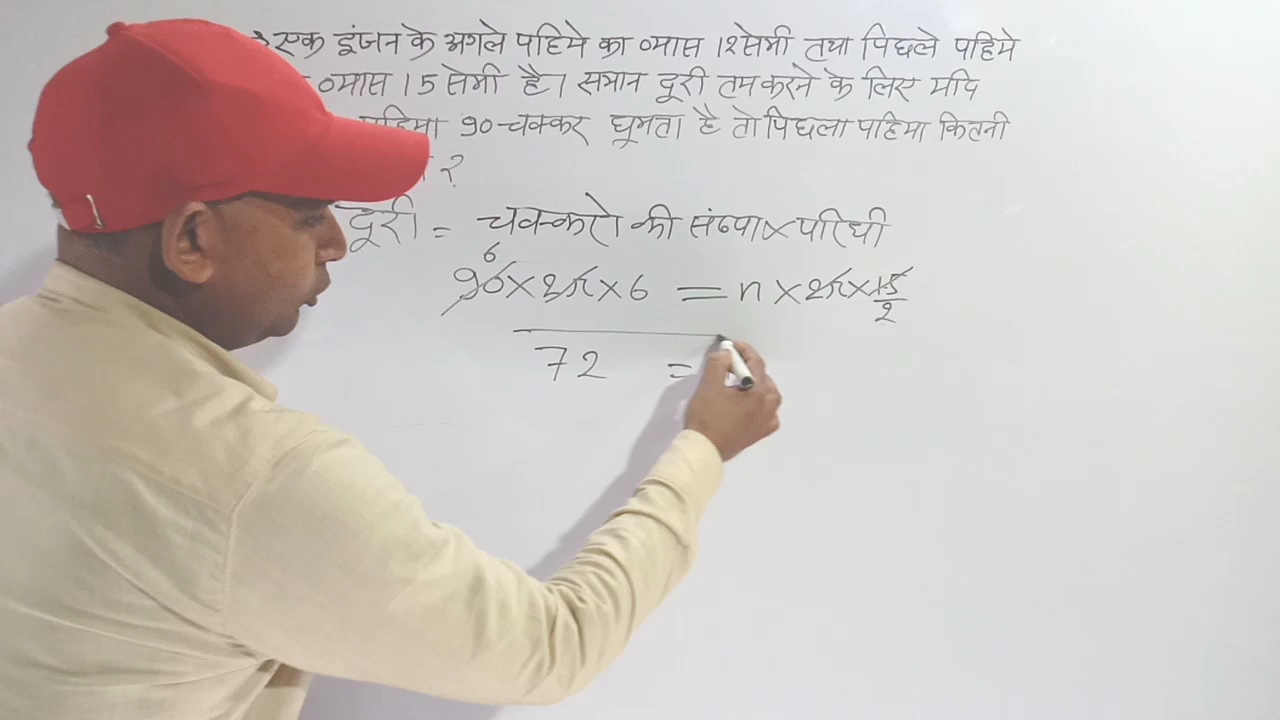 एक इंजन के अगले पहिये का व्यास 12 सेमी तथा पिछले पहिये
व्यास 15 सेमी है। समान दूरी तय करने के लिए यदि
पहिया 90 चक्कर घूमता है तो पिछला पहिया कितनी
?
दूरी = चक्करो की संख्या × परिधी
6
90 × 2π × 6 = n × 2π × 15/2
72 =